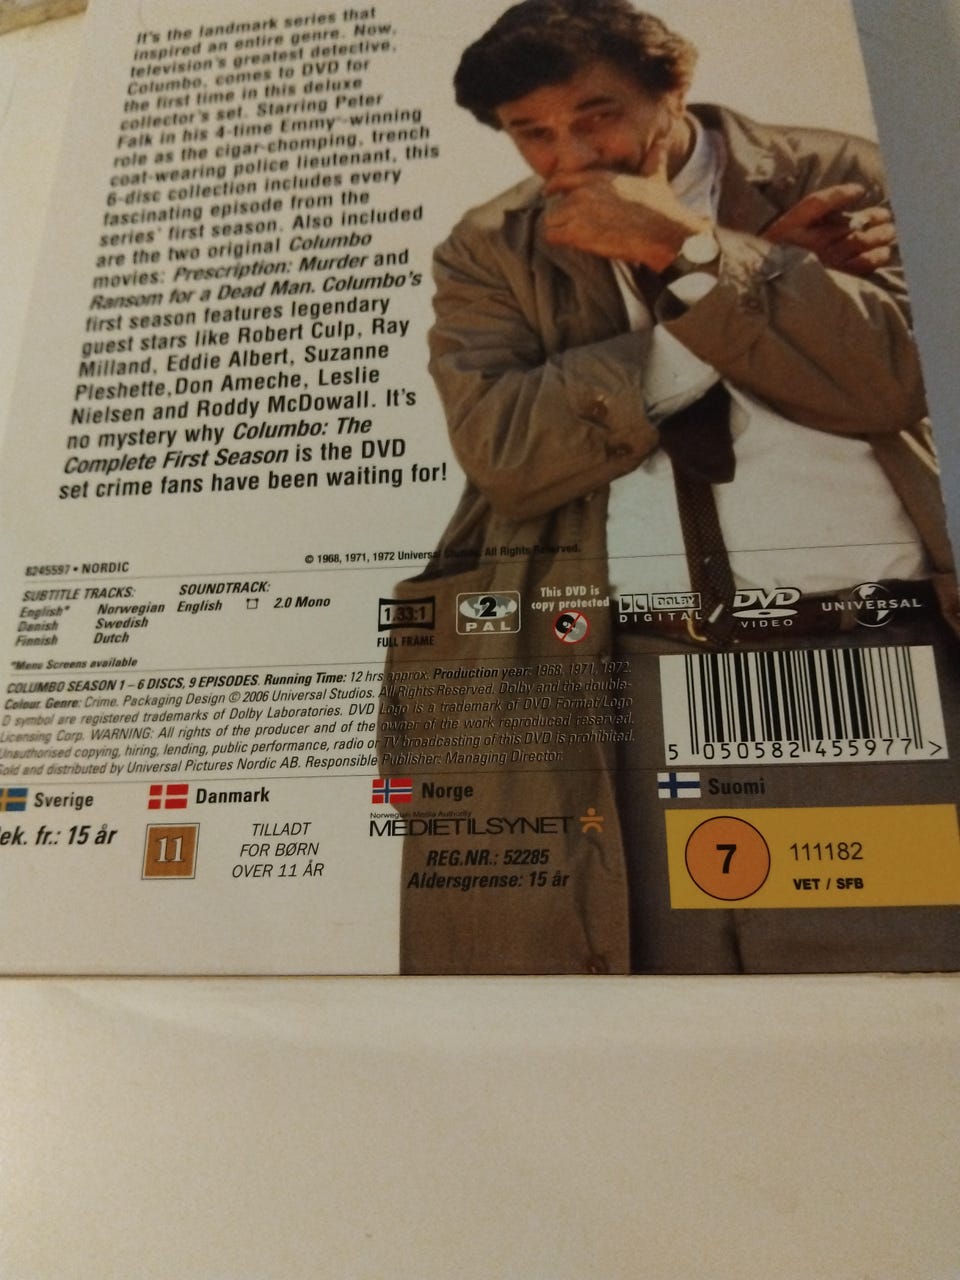 It's the landmark series that
inspired an entire genre. Now,
television's greatest detective,
Columbo, comes to DVD for
the first time in this deluxe
collector's set. Starring Peter
Falk in his 4-time Emmy®-winning
role as the cigar-chomping, trench
coat-wearing police lieutenant, this
6-disc collection includes every
fascinating episode from the
series' first season. Also included
are the two original Columbo
movies: Prescription: Murder and
Ransom for a Dead Man. Columbo's
first season features legendary
guest stars like Robert Culp, Ray
Milland, Eddie Albert, Suzanne
Pleshette, Don Ameche, Leslie
Nielsen and Roddy McDowall. It's
no mystery why Columbo: The
Complete First Season is the DVD
set crime fans have been waiting for!
© 1968, 1971, 1972 Universal Studios. All Rights Reserved.
8245597 • NORDIC
SUBTITLE TRACKS:
English* Norwegian
Danish Swedish
Finnish Dutch
*Menu Screens available
SOUNDTRACK:
English 2.0 Mono
1.33:1
FULL FRAME
2
PAL
This DVD is
copy protected
DOLBY
DIGITAL
DVD
VIDEO
UNIVERSAL
COLUMBO SEASON 1 – 6 DISCS, 9 EPISODES. Running Time: 12 hrs approx. Production year: 1968, 1971, 1972.
Colour. Genre: Crime. Packaging Design © 2006 Universal Studios. All Rights Reserved. Dolby and the double-
D symbol are registered trademarks of Dolby Laboratories. DVD Logo is a trademark of DVD Format/Logo
Licensing Corp. WARNING: All rights of the producer and of the owner of the work reproduced reserved.
Unauthorised copying, hiring, lending, public performance, radio or TV broadcasting of this DVD is prohibited.
Sold and distributed by Universal Pictures Nordic AB. Responsible Publisher: Managing Director.
5 050582 455977 >
Sverige
ek. fr.: 15 år
Danmark
11
TILLADT
FOR BØRN
OVER 11 ÅR
Norge
Norwegian Media Authority
MEDIETILSYNET
REG.NR.: 52285
Aldersgrense: 15 år
Suomi
7
111182
VET / SFB